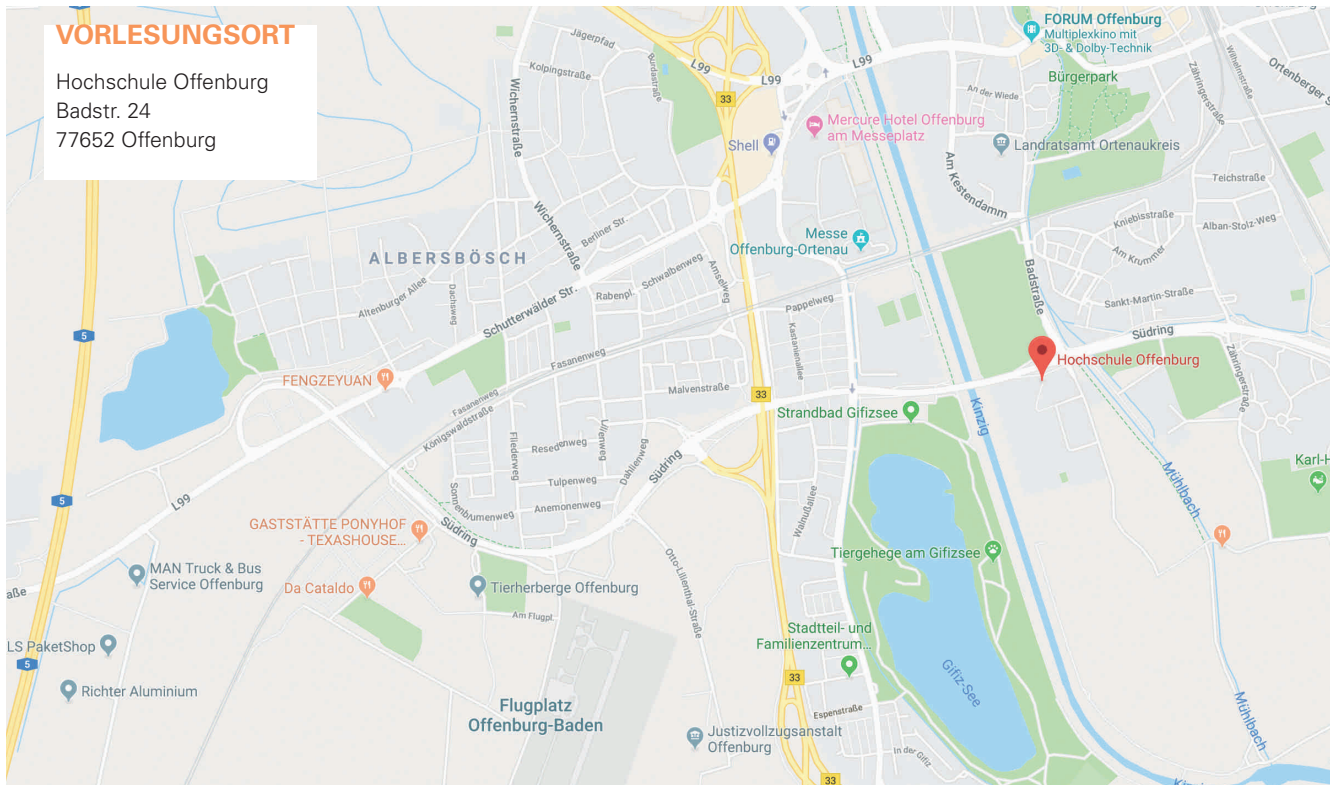 VORLESUNGSORT
Hochschule Offenburg
Badstr. 24
77652 Offenburg
FORUM Offenburg
Multiplexkino mit
3D- & Dolby-Technik
Bürgerpark
Jägerpfad
Kolpingstraße
Burdastraße
Wichernstraße
L99
L99
L99
33
An der Wiede
Zähringerstraße
Wilhelmstraße
Ortenberger S
Mercure Hotel Offenburg
am Messeplatz
Shell
Landratsamt Ortenaukreis
Am Kestendamm
Teichstraße
Wichernstraße
Berliner Str.
Kniebisstraße
Alban-Stolz-Weg
Am Krummer
Messe
Offenburg-Ortenau
ALBERSBÖSCH
Altenburger Allee
Dachsweg
Schutterwälder Str.
Rabenpl.
Schwalbenweg
Amselweg
Pappelweg
Kastanienallee
Badstraße
Sankt-Martin-Straße
Südring
Zähringerstraße
5
Fasanenweg
FENGZEYUAN
Hochschule Offenburg
Malvenstraße
33
Strandbad Gifizsee
Kinzig
Fasanenweg
Königswaldstraße
Fliederweg
Resedenweg
Lilienweg
Dahlienweg
Südring
Tulpenweg
Anemonenweg
Sonnenblumenweg
Walnußallee
Mühlbach
Karl-H
5
L99
GASTSTÄTTE PONYHOF
- TEXASHOUSE...
Südring
Tiergehege am Gifizsee
Otto-Lilienthal-Straße
MAN Truck & Bus
Service Offenburg
Da Cataldo
Tierherberge Offenburg
aße
Am Flugpl.
Stadtteil- und
Familienzentrum...
LS PaketShop
5
Richter Aluminium
33
Gifiz-See
Flugplatz
Offenburg-Baden
Espenstraße
Justizvollzugsanstalt
Offenburg
In der Gifiz
Mühlbach
33